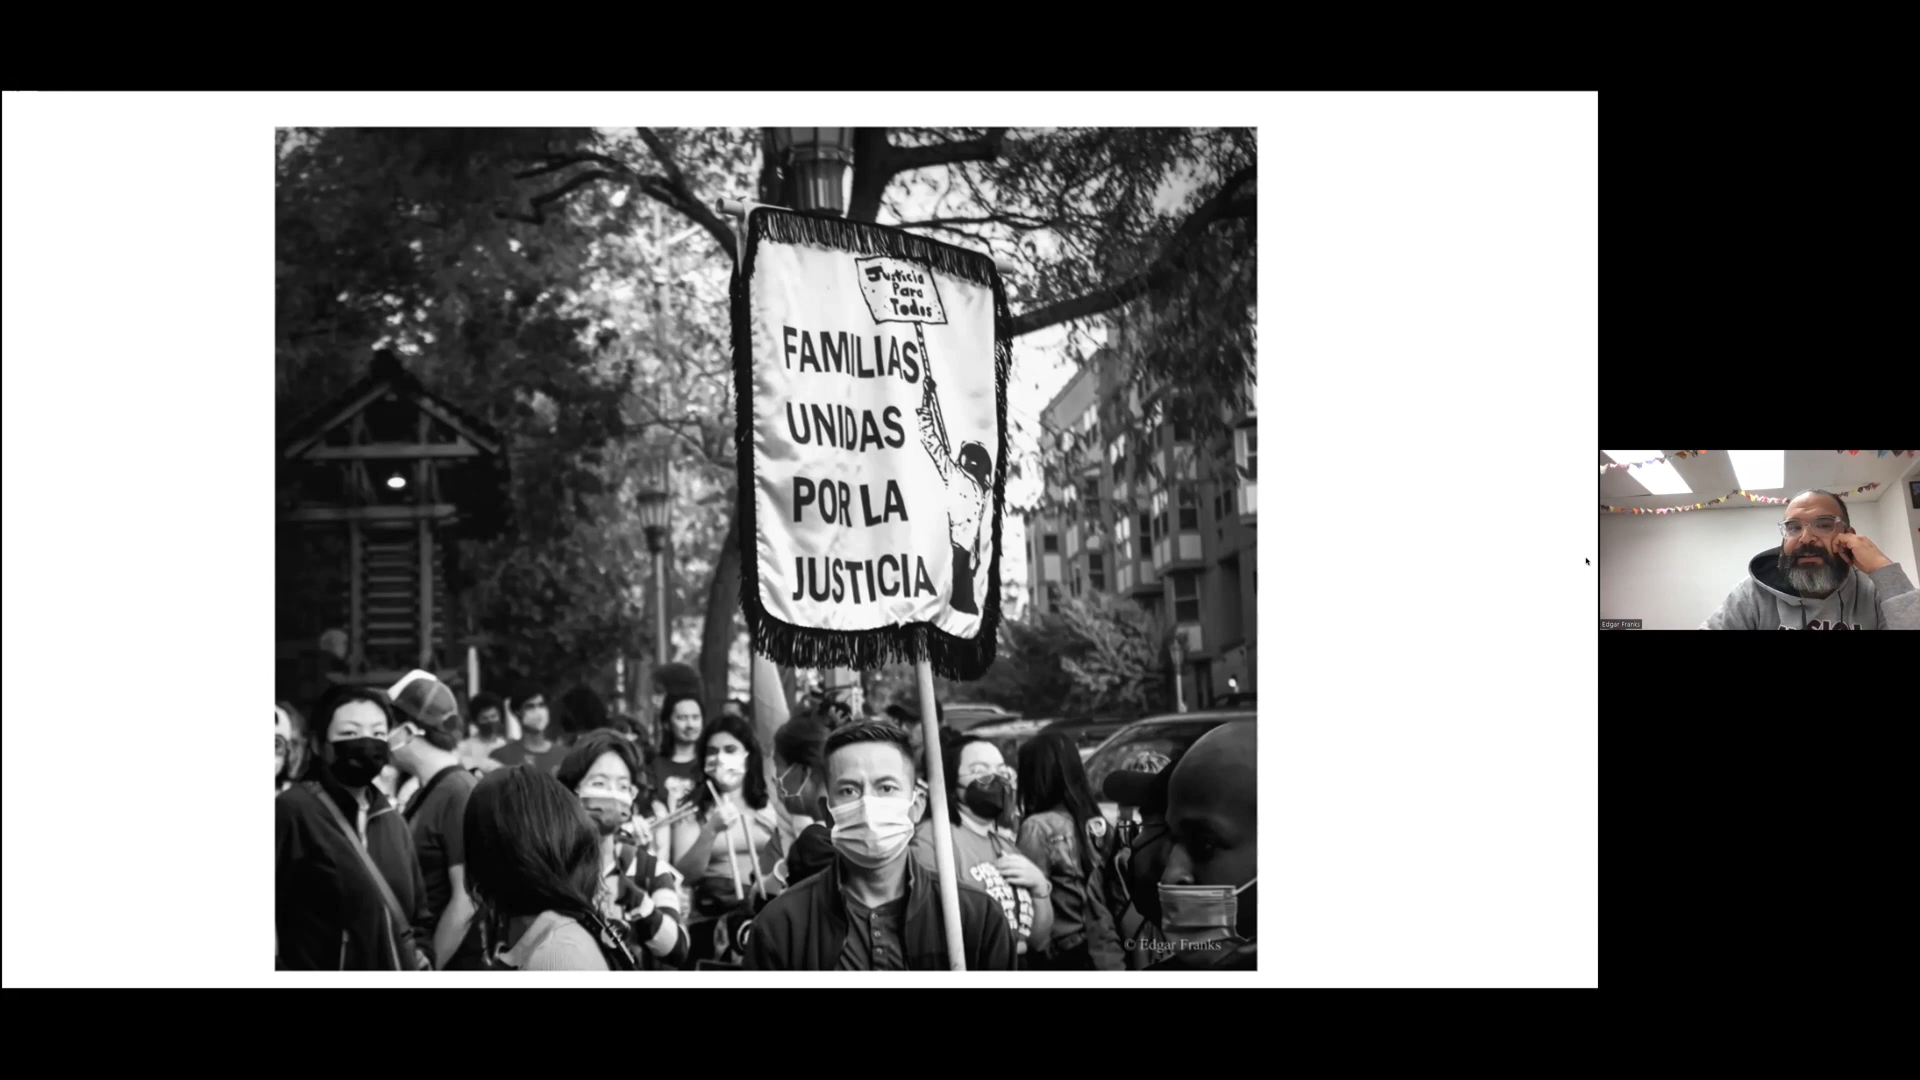 Justicia
Para
Todos
FAMILIAS
UNIDAS
POR LA
JUSTICIA
© Edgar Franks
Edgar Franks